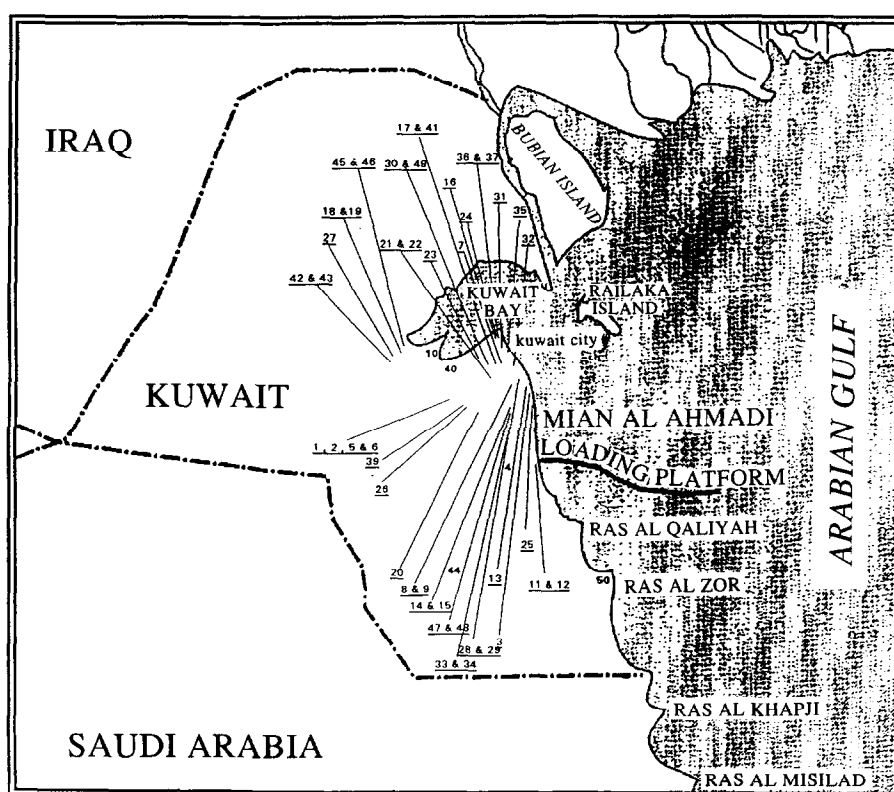 17 & 41
IRAQ
45 & 46
30 & 49
36 & 37
BUBIAN ISLAND
16
31
18 &19
24
35
27
21 & 22
23
7
32
42 & 43
KUWAIT
BAY
RAILAKA
ISLAND
kuwait city
10
40
KUWAIT
MIAN AL AHMADI
LOADING PLATFORM
1 , 2 , 5 & 6
39
26
4
ARABIAN GULF
RAS AL QALIYAH
25
20
8 & 9
44
13
11 & 12
50
RAS AL ZOR
14 & 15
47 & 48
3
28 & 29
33 & 34
RAS AL KHAPJI
SAUDI ARABIA
RAS AL MISILAD